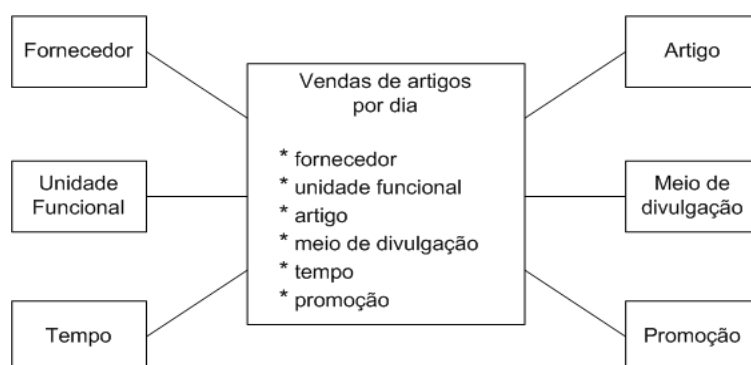 Fornecedor
Unidade
Funcional
Tempo
Vendas de artigos
por dia
* fornecedor
* unidade funcional
* artigo
* meio de divulgação
* tempo
* promoção
Artigo
Meio de
divulgação
Promoção